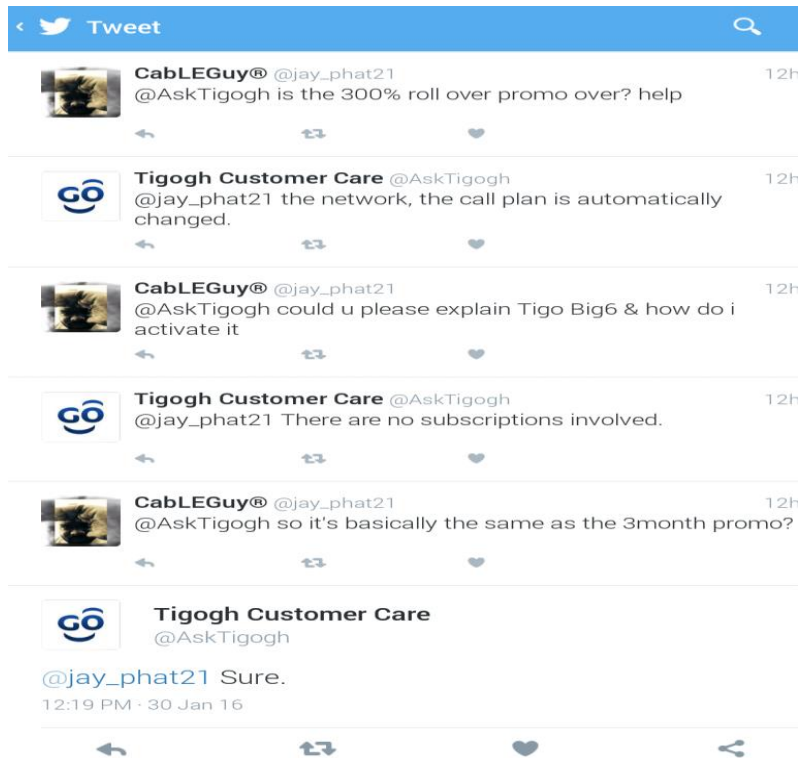 Tweet
CabLEGuy® @jay_phat21 12h
@AskTigogh is the 300% roll over promo over? help
GO
Tigogh Customer Care @AskTigogh 12h
@jay_phat21 the network, the call plan is automatically
changed.
CabLEGuy® @jay_phat21 12h
@AskTigogh could u please explain Tigo Big6 & how do i
activate it
GO
Tigogh Customer Care @AskTigogh 12h
@jay_phat21 There are no subscriptions involved.
CabLEGuy® @jay_phat21 12h
@AskTigogh so it's basically the same as the 3month promo?
GO
Tigogh Customer Care
@AskTigogh
@jay_phat21 Sure.
12:19 PM · 30 Jan 16